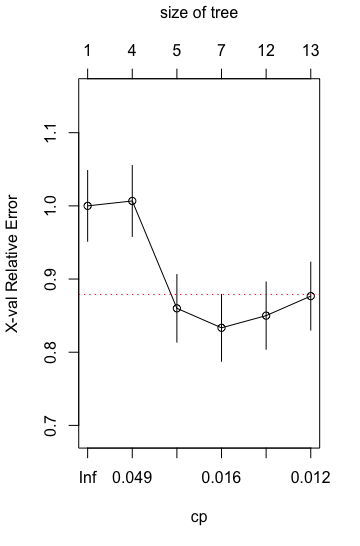 size of tree
1 4 5 7 12 13
X-val Relative Error
1.1
1.0
0.9
0.8
0.7
Inf 0.049 0.016 0.012
cp